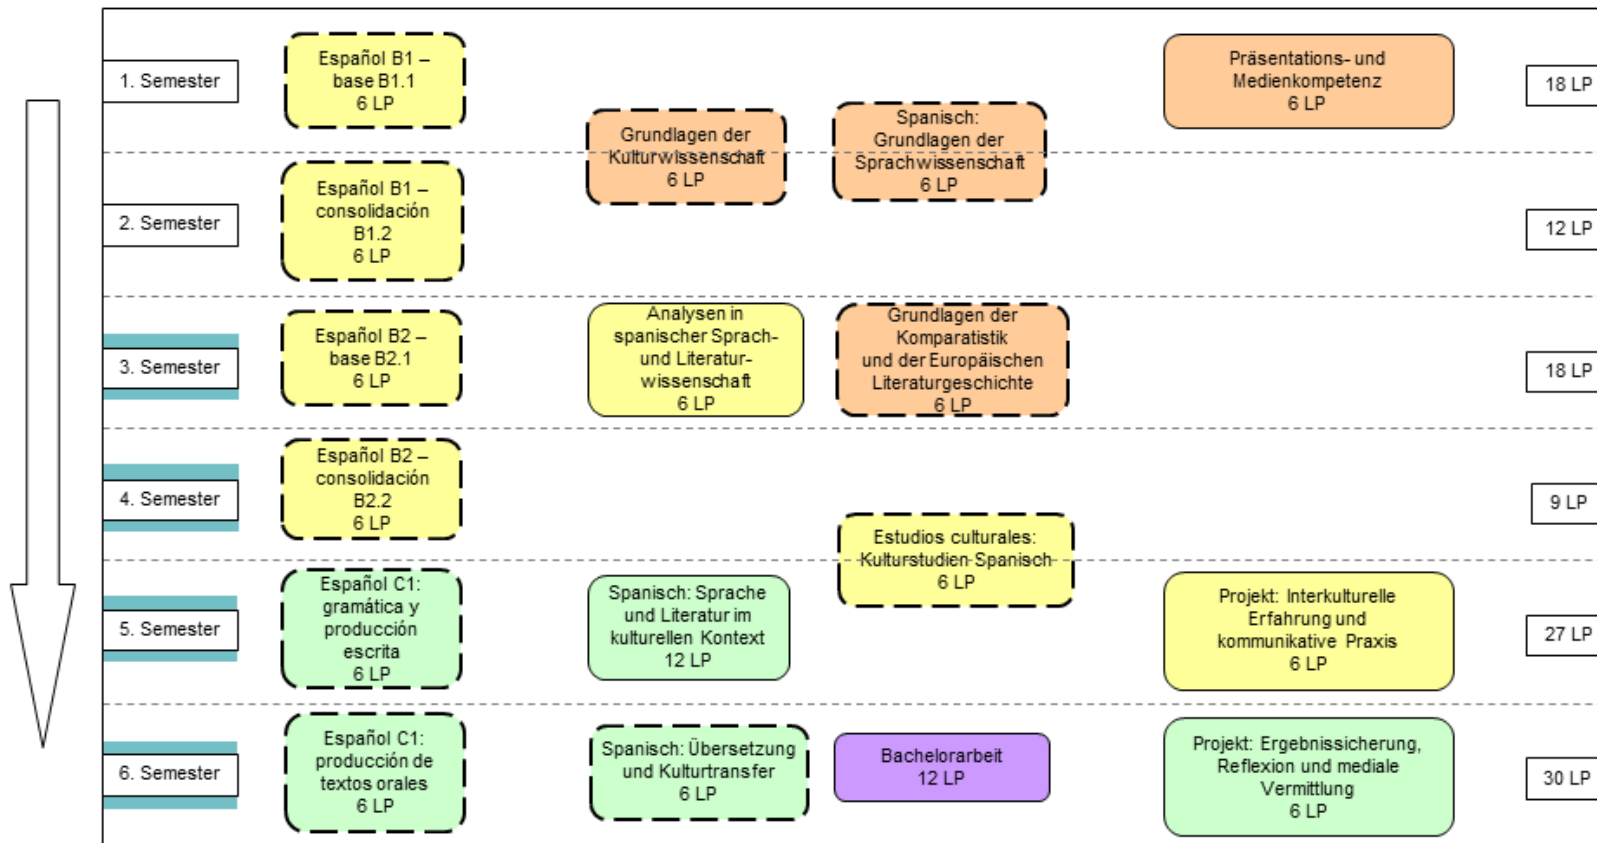 1. Semester
Español B1 –
base B1.1
6 LP
Präsentations- und
Medienkompetenz
6 LP
18 LP
Grundlagen der
Kulturwissenschaft
6 LP
Spanisch:
Grundlagen der
Sprachwissenschaft
6 LP
2. Semester
Español B1 –
consolidación
B1.2
6 LP
12 LP
3. Semester
Español B2 –
base B2.1
6 LP
Analysen in
spanischer Sprach-
und Literatur-
wissenschaft
6 LP
Grundlagen der
Komparatistik
und der Europäischen
Literaturgeschichte
6 LP
18 LP
4. Semester
Español B2 –
consolidación
B2.2
6 LP
9 LP
Estudios culturales:
Kulturstudien Spanisch
6 LP
5. Semester
Español C1:
gramática y
producción
escrita
6 LP
Spanisch: Sprache
und Literatur im
kulturellen Kontext
12 LP
Projekt: Interkulturelle
Erfahrung und
kommunikative Praxis
6 LP
27 LP
6. Semester
Español C1:
producción de
textos orales
6 LP
Spanisch: Übersetzung
und Kulturtransfer
6 LP
Bachelorarbeit
12 LP
Projekt: Ergebnissicherung,
Reflexion und mediale
Vermittlung
6 LP
30 LP